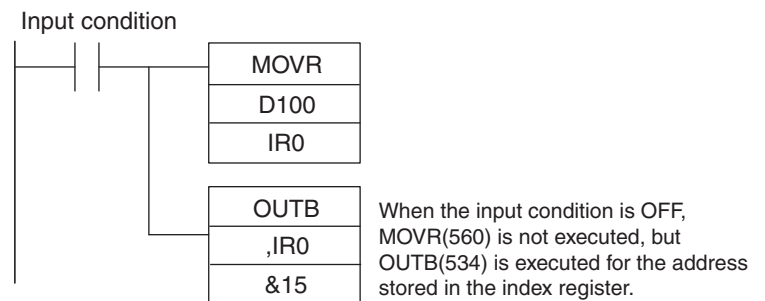 Input condition
MOVR
D100
IR0
OUTB
,IR0
&15
When the input condition is OFF,
MOVR(560) is not executed, but
OUTB(534) is executed for the address
stored in the index register.